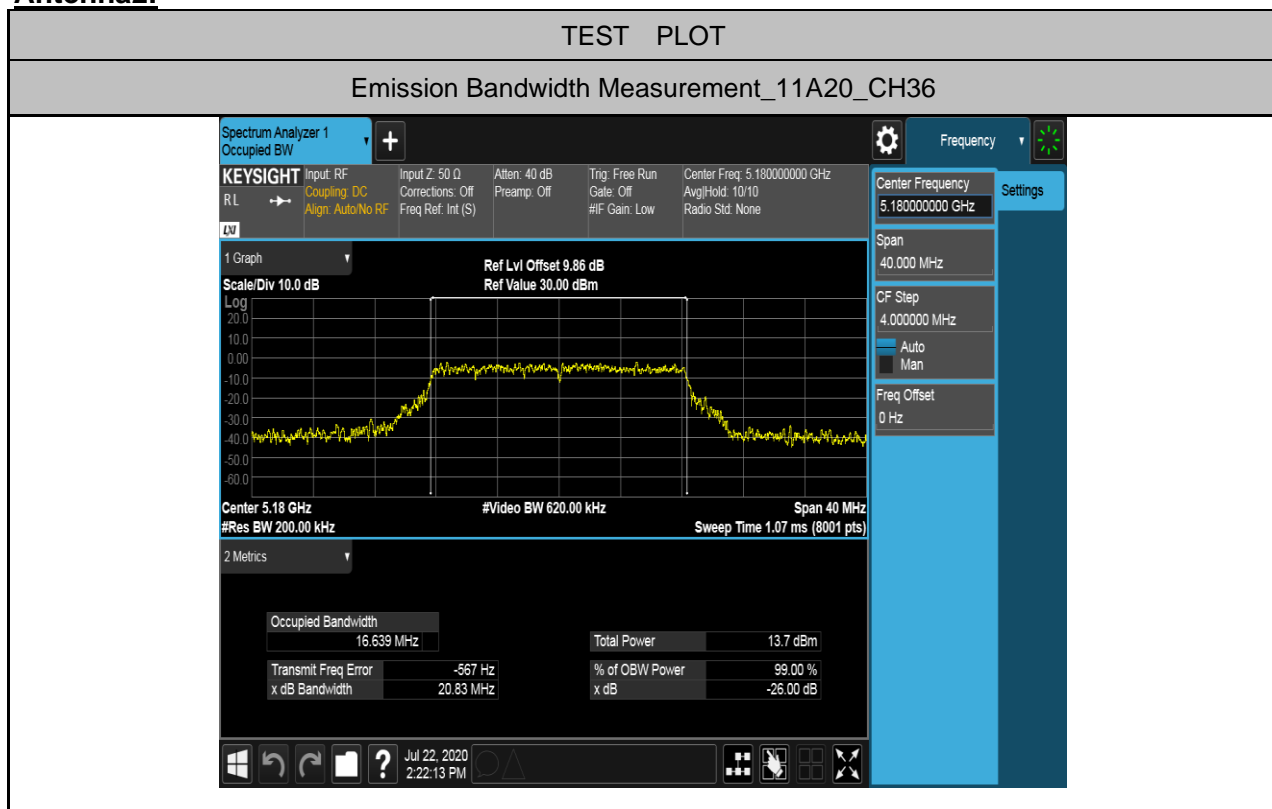 Antenna2:
TEST PLOT
Emission Bandwidth Measurement_11A20_CH36
Spectrum Analyzer 1
Occupied BW
+
Frequency
KEYSIGHT
RL
LXI
Input: RF
Coupling: DC
Align: Auto/No RF
Input Z: 50 Ω
Corrections: Off
Freq Ref: Int (S)
Atten: 40 dB
Preamp: Off
Trig: Free Run
Gate: Off
#IF Gain: Low
Center Freq: 5.180000000 GHz
Avg|Hold: 10/10
Radio Std: None
Center Frequency
5.180000000 GHz
Settings
Span
40.000 MHz
CF Step
4.000000 MHz
Auto
Man
Freq Offset
0 Hz
1 Graph
Scale/Div 10.0 dB
Ref Lvl Offset 9.86 dB
Ref Value 30.00 dBm
Log
20.0
10.0
0.00
-10.0
-20.0
-30.0
-40.0
-50.0
-60.0
Center 5.18 GHz
#Video BW 620.00 kHz
Span 40 MHz
#Res BW 200.00 kHz
Sweep Time 1.07 ms (8001 pts)
2 Metrics
Occupied Bandwidth
16.639 MHz
Total Power 13.7 dBm
Transmit Freq Error -567 Hz
% of OBW Power 99.00 %
x dB Bandwidth 20.83 MHz
x dB -26.00 dB
?
Jul 22, 2020
2:22:13 PM